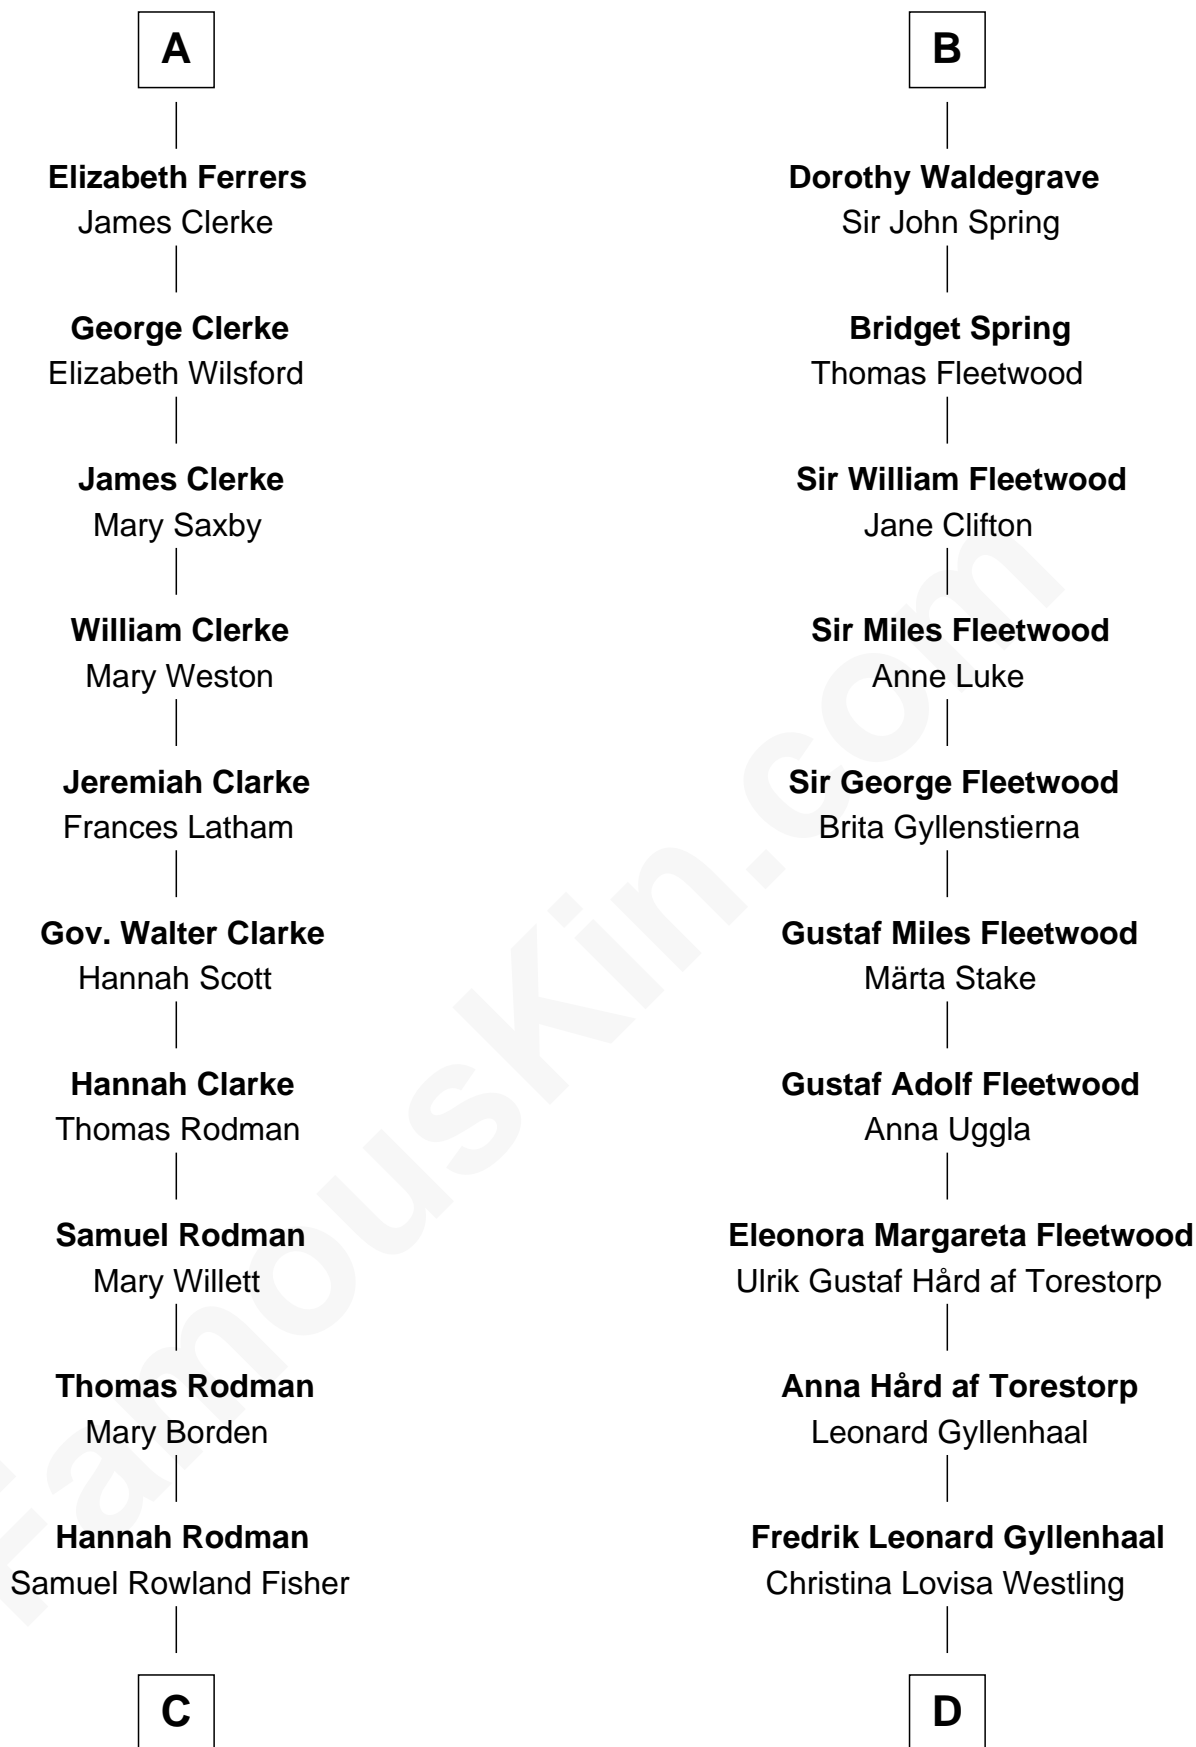 A
Elizabeth Ferrers
James Clerke
George Clerke
Elizabeth Wilsford
James Clerke
Mary Saxby
William Clerke
Mary Weston
Jeremiah Clarke
Frances Latham
Gov. Walter Clarke
Hannah Scott
Hannah Clarke
Thomas Rodman
Samuel Rodman
Mary Willett
Thomas Rodman
Mary Borden
Hannah Rodman
Samuel Rowland Fisher
C
B
Dorothy Waldegrave
Sir John Spring
Bridget Spring
Thomas Fleetwood
Sir William Fleetwood
Jane Clifton
Sir Miles Fleetwood
Anne Luke
Sir George Fleetwood
Brita Gyllenstierna
Gustaf Miles Fleetwood
Märta Stake
Gustaf Adolf Fleetwood
Anna Uggla
Eleonora Margareta Fleetwood
Ulrik Gustaf Hård af Torestorp
Anna Hård af Torestorp
Leonard Gyllenhaal
Fredrik Leonard Gyllenhaal
Christina Lovisa Westling
D
FamousKin.com